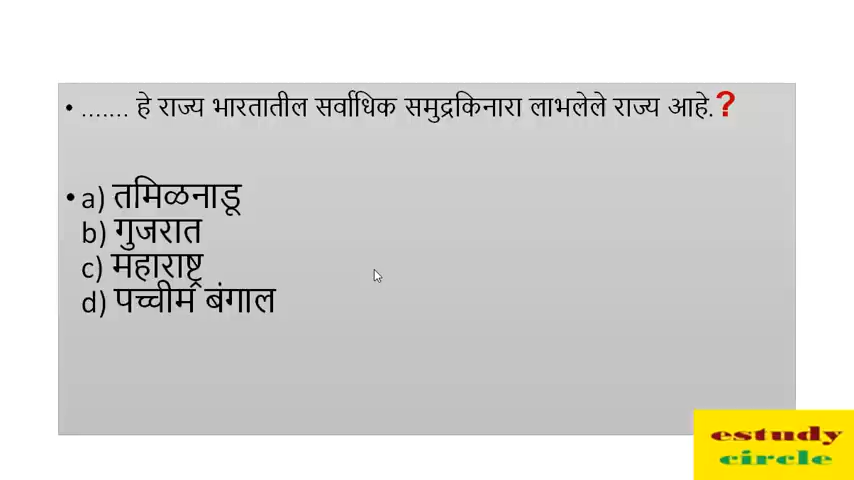 • ....... हे राज्य भारतातील सर्वाधिक समुद्रकिनारा लाभलेले राज्य आहे.?
• a) तमिळनाडू
b) गुजरात
c) महाराष्ट्र
d) पच्चीम बंगाल
estudy
circle